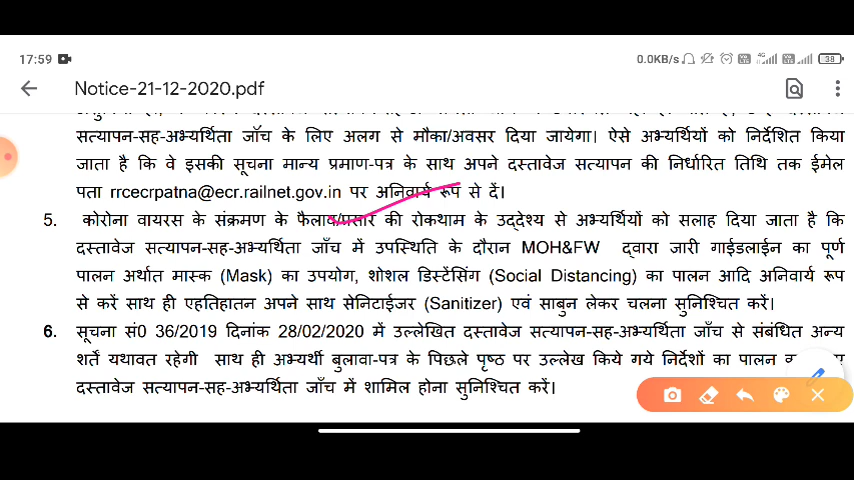 17:59
0.0KB/s 4G 38
Notice-21-12-2020.pdf
सत्यापन-सह-अभ्यर्थिता जाँच के लिए अलग से मौका/अवसर दिया जायेगा। ऐसे अभ्यर्थियों को निर्देशित किया
जाता है कि वे इसकी सूचना मान्य प्रमाण-पत्र के साथ अपने दस्तावेज सत्यापन की निर्धारित तिथि तक ईमेल
पता rrcecrpatna@ecr.railnet.gov.in पर अनिवार्य रूप से दें।
5. कोरोना वायरस के संक्रमण के फैलाव/प्रसार की रोकथाम के उद्देश्य से अभ्यर्थियों को सलाह दिया जाता है कि
दस्तावेज सत्यापन-सह-अभ्यर्थिता जाँच में उपस्थिति के दौरान MOH&FW द्वारा जारी गाईडलाईन का पूर्ण
पालन अर्थात मास्क (Mask) का उपयोग, शोशल डिस्टेंसिंग (Social Distancing) का पालन आदि अनिवार्य रूप
से करें साथ ही एहतिहातन अपने साथ सेनिटाईजर (Sanitizer) एवं साबुन लेकर चलना सुनिश्चित करें।
6. सूचना सं0 36/2019 दिनांक 28/02/2020 में उल्लेखित दस्तावेज सत्यापन-सह-अभ्यर्थिता जाँच से संबंधित अन्य
शर्ते यथावत रहेगी साथ ही अभ्यर्थी बुलावा-पत्र के पिछले पृष्ठ पर उल्लेख किये गये निर्देशों का पालन
दस्तावेज सत्यापन-सह-अभ्यर्थिता जाँच में शामिल होना सुनिश्चित करें।